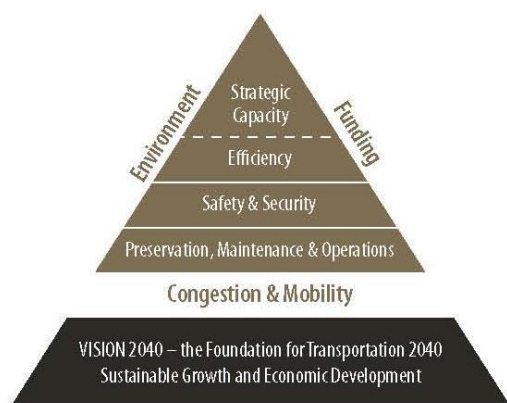 Environment
Funding
Strategic
Capacity
Efficiency
Safety & Security
Preservation, Maintenance & Operations
Congestion & Mobility
VISION 2040 – the Foundation for Transportation 2040
Sustainable Growth and Economic Development